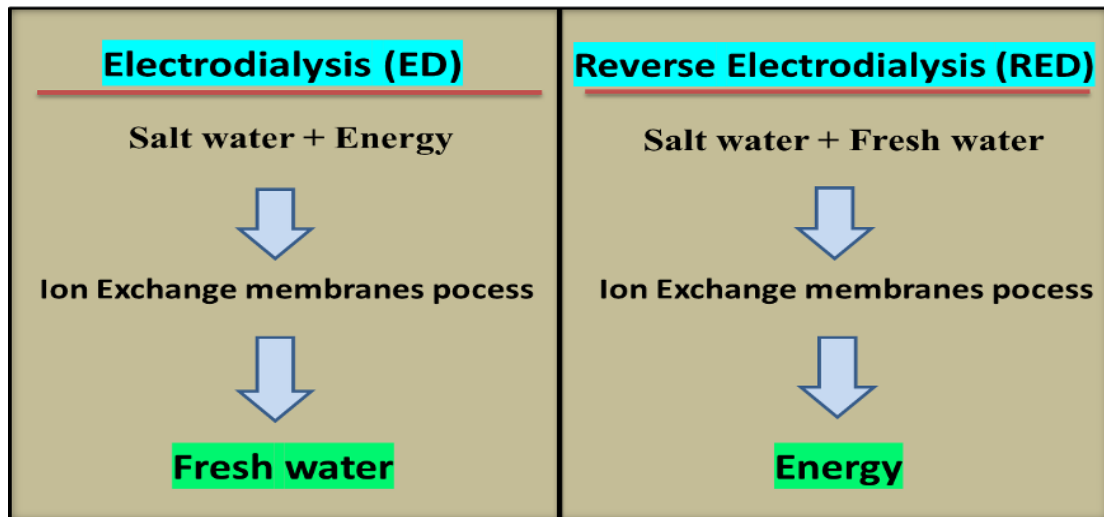 Electrodialysis (ED)
Salt water + Energy
Ion Exchange membranes pocess
Fresh water
Reverse Electrodialysis (RED)
Salt water + Fresh water
Ion Exchange membranes pocess
Energy